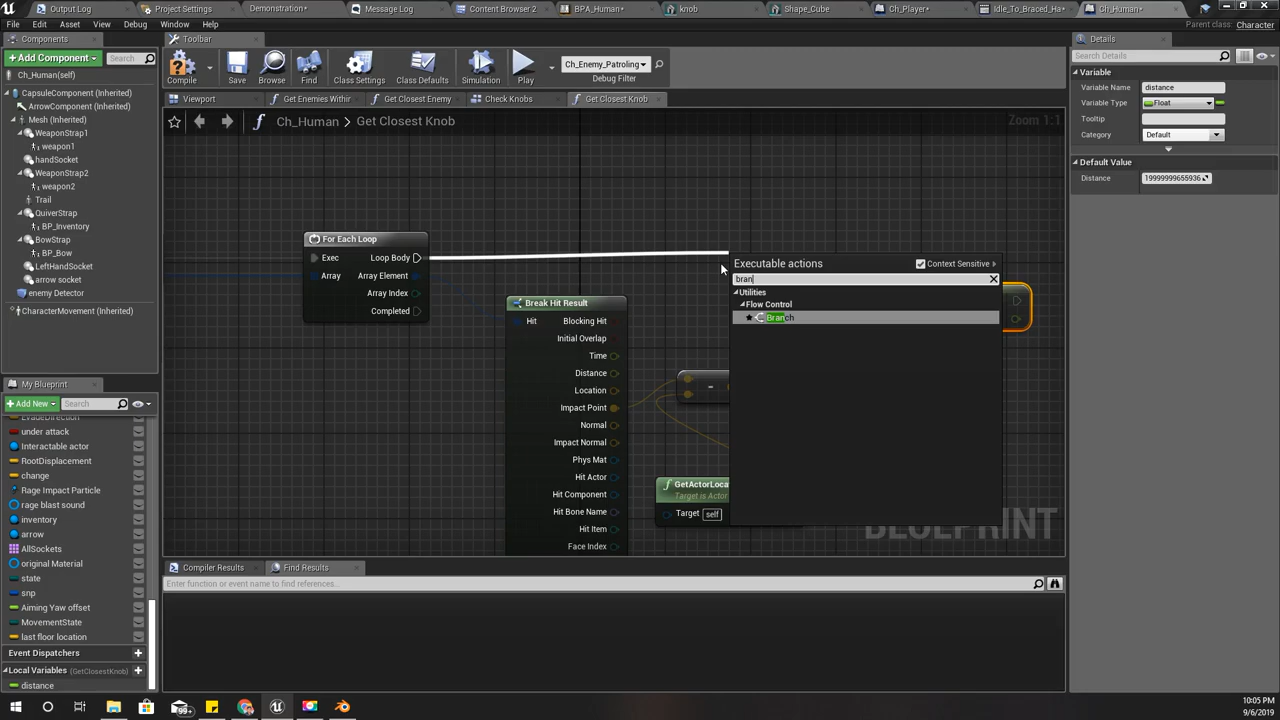 Output Log
Project Settings
Demonstration*
Message Log
Content Browser 2
BPA_Human*
knob
Shape_Cube
Ch_Player*
Idle_To_Braced_Ha*
Ch_Human*
File
Edit
Asset
View
Debug
Window
Help
Parent class: Character
Components
Toolbar
Details
+ Add Component
Search
Compile
Save
Browse
Find
Class Settings
Class Defaults
Simulation
Play
Ch_Enemy_Patroling
Debug Filter
Search Details
Ch_Human(self)
CapsuleComponent (Inherited)
ArrowComponent (Inherited)
Mesh (Inherited)
WeaponStrap1
weapon1
handSocket
WeaponStrap2
weapon2
Trail
QuiverStrap
BP_Inventory
BowStrap
BP_Bow
LeftHandSocket
arrow socket
enemy Detector
CharacterMovement (Inherited)
Variable
Variable Name
distance
Variable Type
Float
Tooltip
Category
Default
Default Value
Distance
19999999655936
Viewport
Get Enemies Withir
Get Closest Enemy
Check Knobs
Get Closest Knob
Ch_Human > Get Closest Knob
Zoom 1:1
For Each Loop
Exec
Loop Body
Array
Array Element
Array Index
Completed
Break Hit Result
Hit
Blocking Hit
Initial Overlap
Time
Distance
Location
Impact Point
Normal
Impact Normal
Phys Mat
Hit Actor
Hit Component
Hit Bone Name
Hit Item
Face Index
-
GetActorLoca
Target is Actor
Target
self
Executable actions
Context Sensitive
bran
Utilities
Flow Control
Branch
BLUEPRINT
My Blueprint
+ Add New
Search
EvadeDirection
under attack
Interactable actor
RootDisplacement
change
Rage Impact Particle
rage blast sound
inventory
arrow
AllSockets
original Material
state
snp
Aiming Yaw offset
MovementState
last floor location
Event Dispatchers
Local Variables (GetClosestKnob)
distance
Compiler Results
Find Results
Enter function or event name to find references...
99+
10:05 PM
9/6/2019